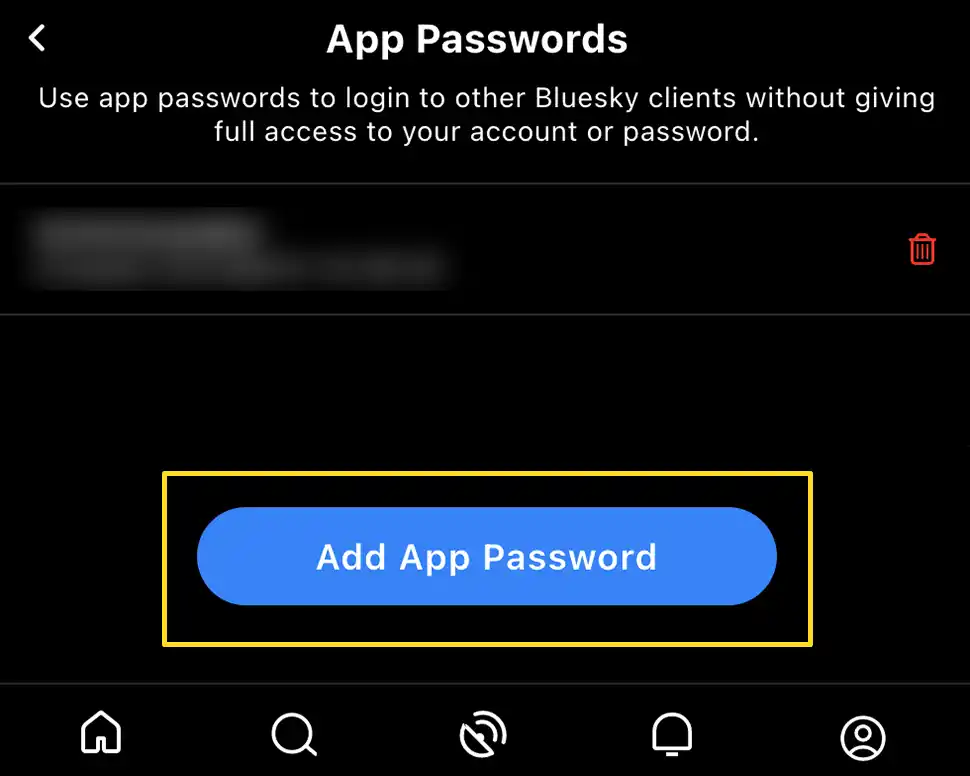 App Passwords
Use app passwords to login to other Bluesky clients without giving
full access to your account or password.
Add App Password